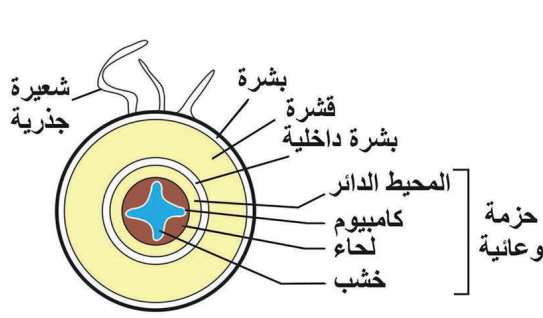 شعيرة
جذرية
بشرة
قشرة
بشرة داخلية
المحيط الدائر
كامبيوم
لحاء
خشب
حزمة
وعائية